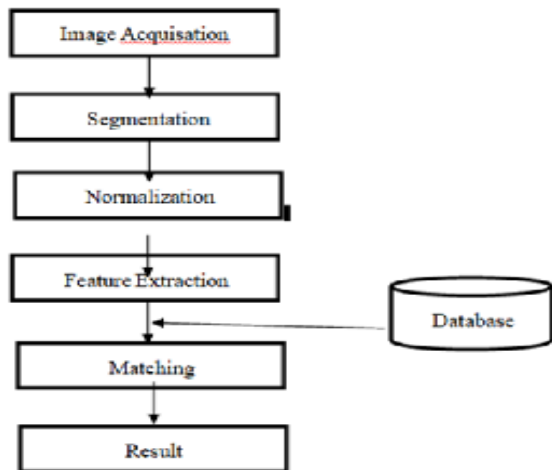 Image Acquisation
Segmentation
Normalization
Feature Extraction
Database
Matching
Result